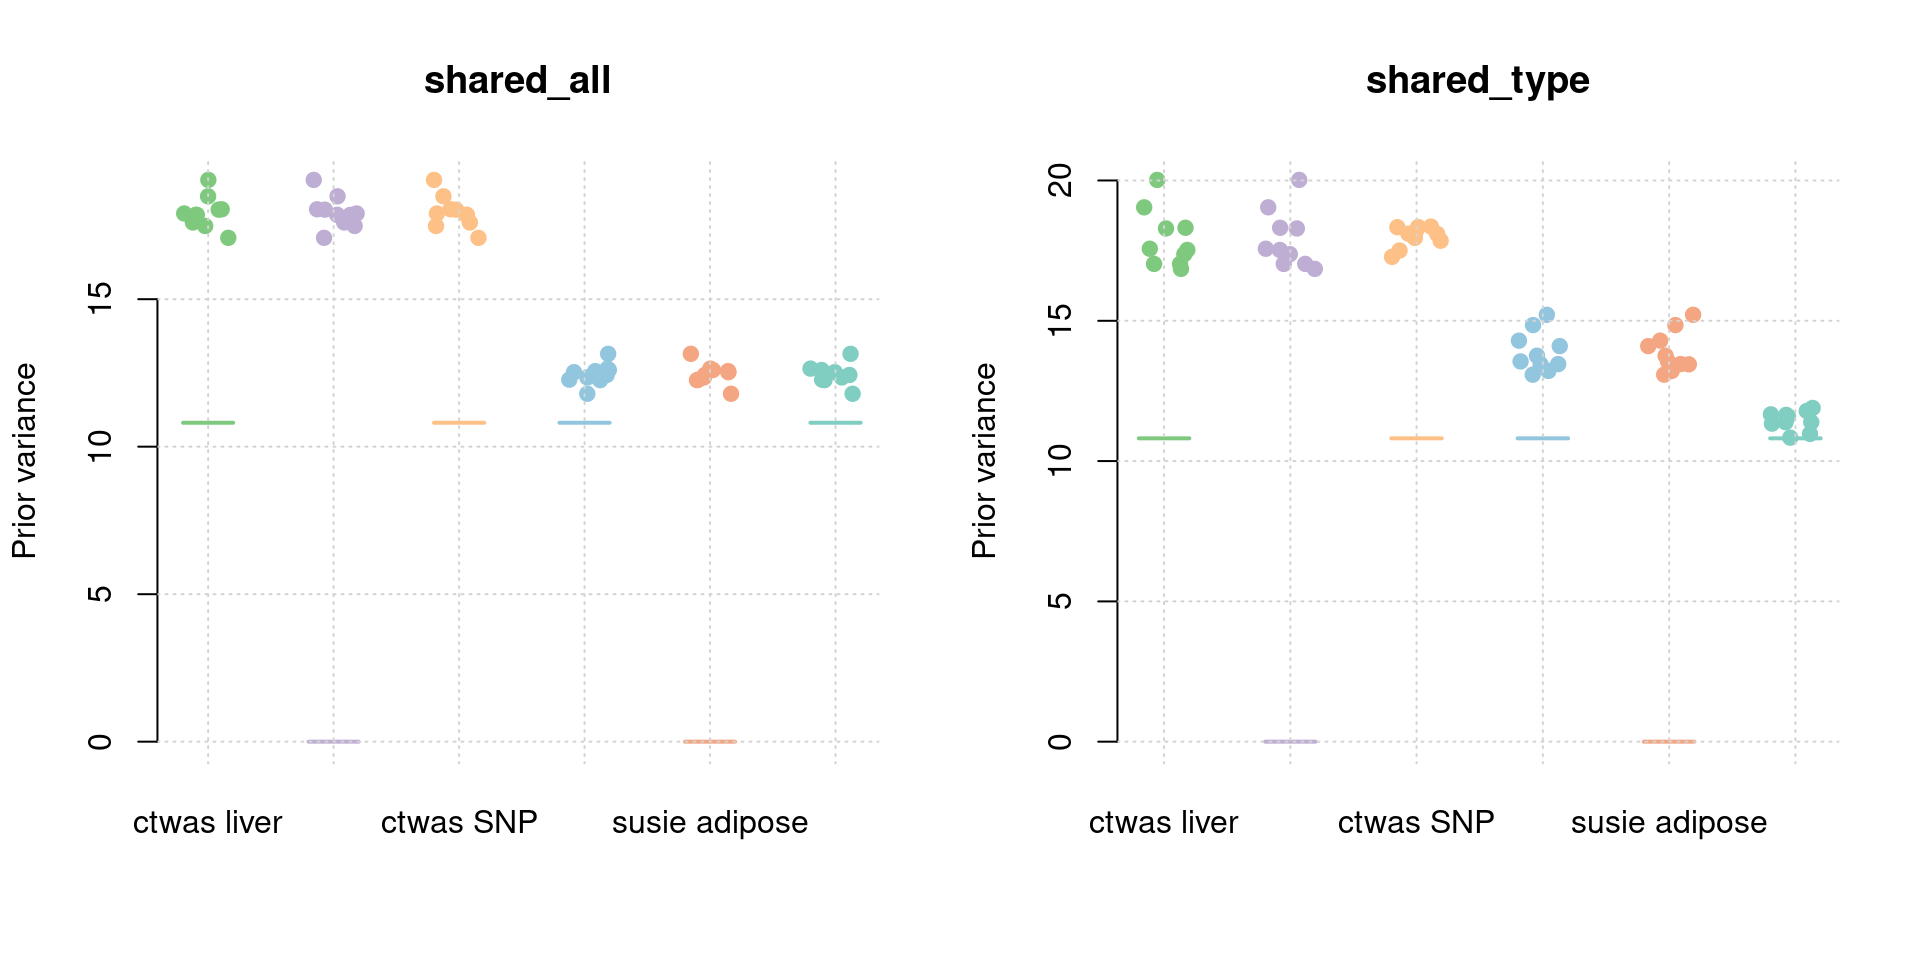 shared_all
Prior variance
15
10
5
0
ctwas liver
ctwas SNP
susie adipose
shared_type
Prior variance
20
15
10
5
0
ctwas liver
ctwas SNP
susie adipose